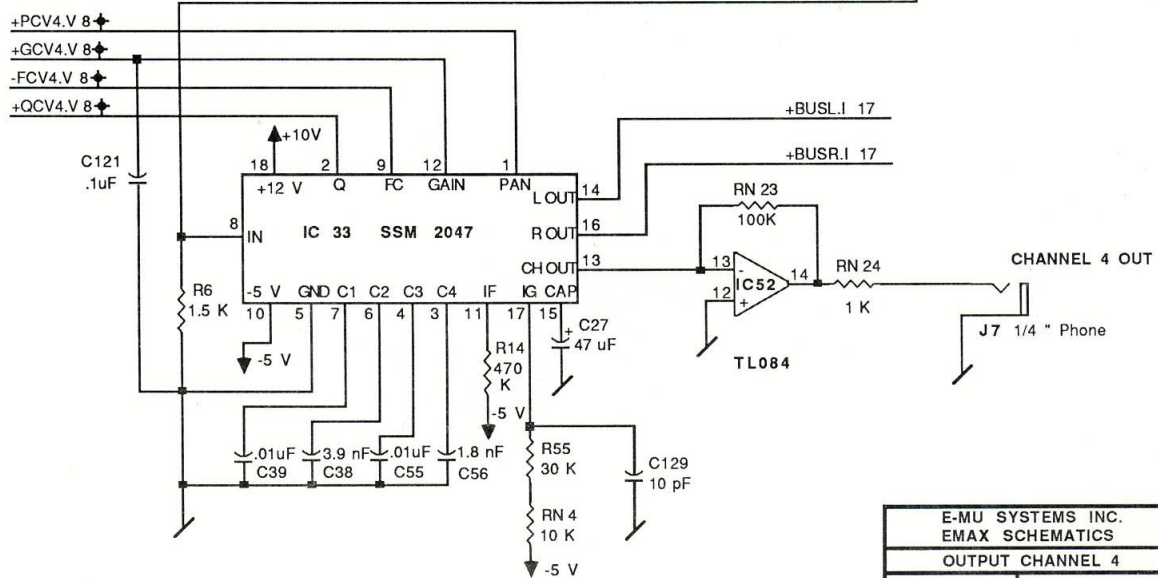 +PCV4.V 8
+GCV4.V 8
-FCV4.V 8
+QCV4.V 8
+10V
+BUSL.I 17
+BUSR.I 17
C121
.1uF
18 2 9 12 1
+12 V Q FC GAIN PAN
L OUT 14
R OUT 16
CH OUT 13
8 IN
IC 33 SSM 2047
-5 V GND C1 C2 C3 C4 IF IG CAP
10 5 7 6 4 3 11 17 15
R6
1.5 K
-5 V
RN 23
100K
13 -
12 +
IC52
14
TL084
RN 24
1 K
CHANNEL 4 OUT
J7 1/4 " Phone
+ C27
47 uF
R14
470
K
-5 V
.01uF
C39
3.9 nF
C38
.01uF
C55
1.8 nF
C56
R55
30 K
C129
10 pF
RN 4
10 K
-5 V
E-MU SYSTEMS INC.
EMAX SCHEMATICS
OUTPUT CHANNEL 4